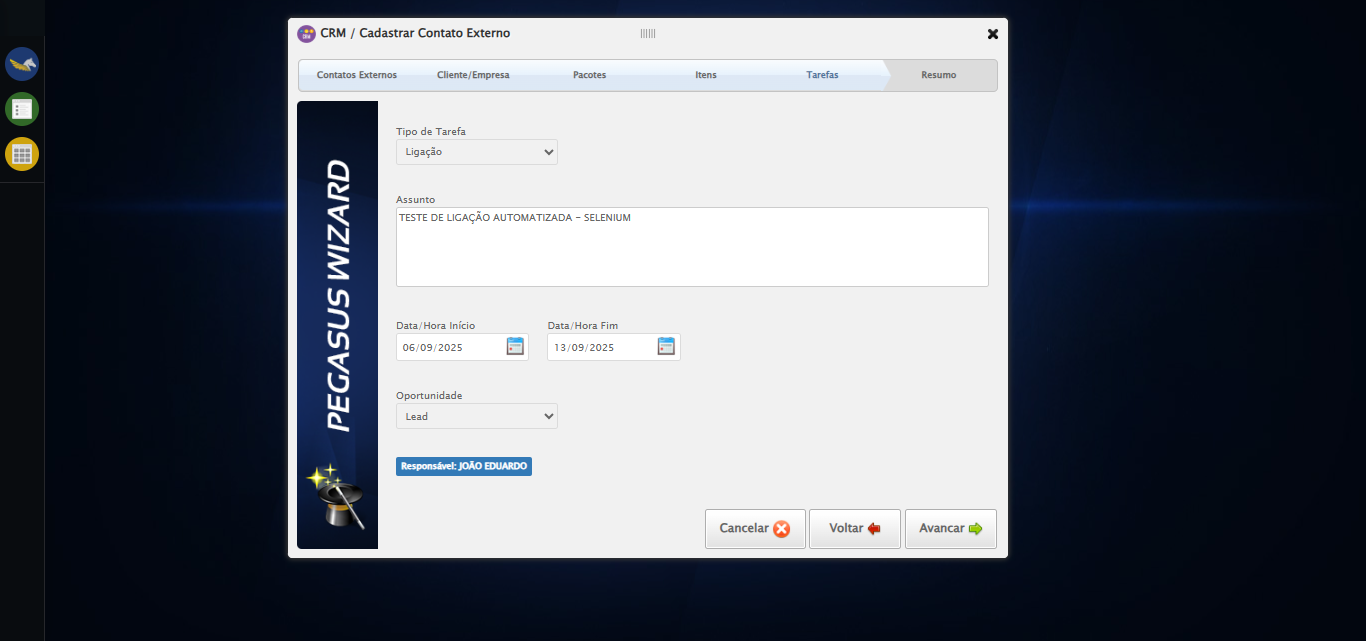 CRM / Cadastrar Contato Externo
Contatos Externos
Cliente/Empresa
Pacotes
Itens
Tarefas
Resumo
PEGASUS WIZARD
Tipo de Tarefa
Ligação
Assunto
TESTE DE LIGAÇÃO AUTOMATIZADA - SELENIUM
Data/Hora Início
Data/Hora Fim
06/09/2025
13/09/2025
Oportunidade
Lead
Responsável: JOÃO EDUARDO
Cancelar
Voltar
Avancar